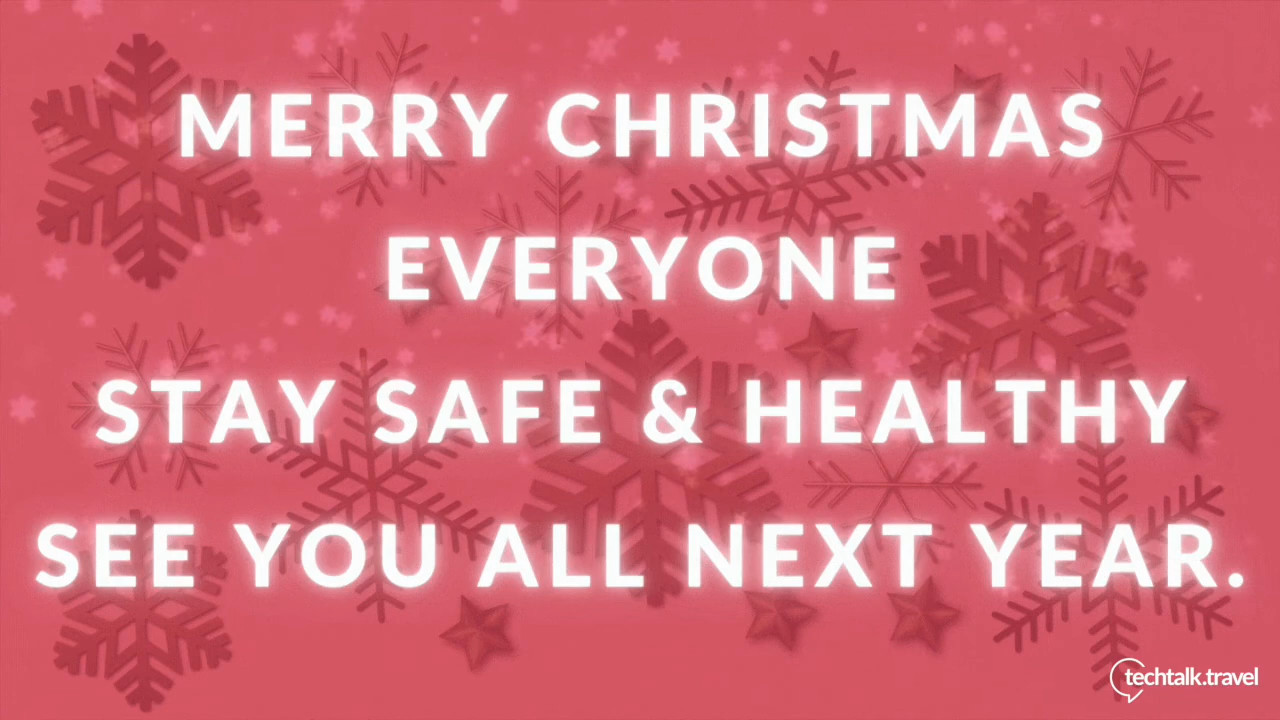 MERRY CHRISTMAS
EVERYONE
STAY SAFE & HEALTHY
SEE YOU ALL NEXT YEAR.
techtalk.travel